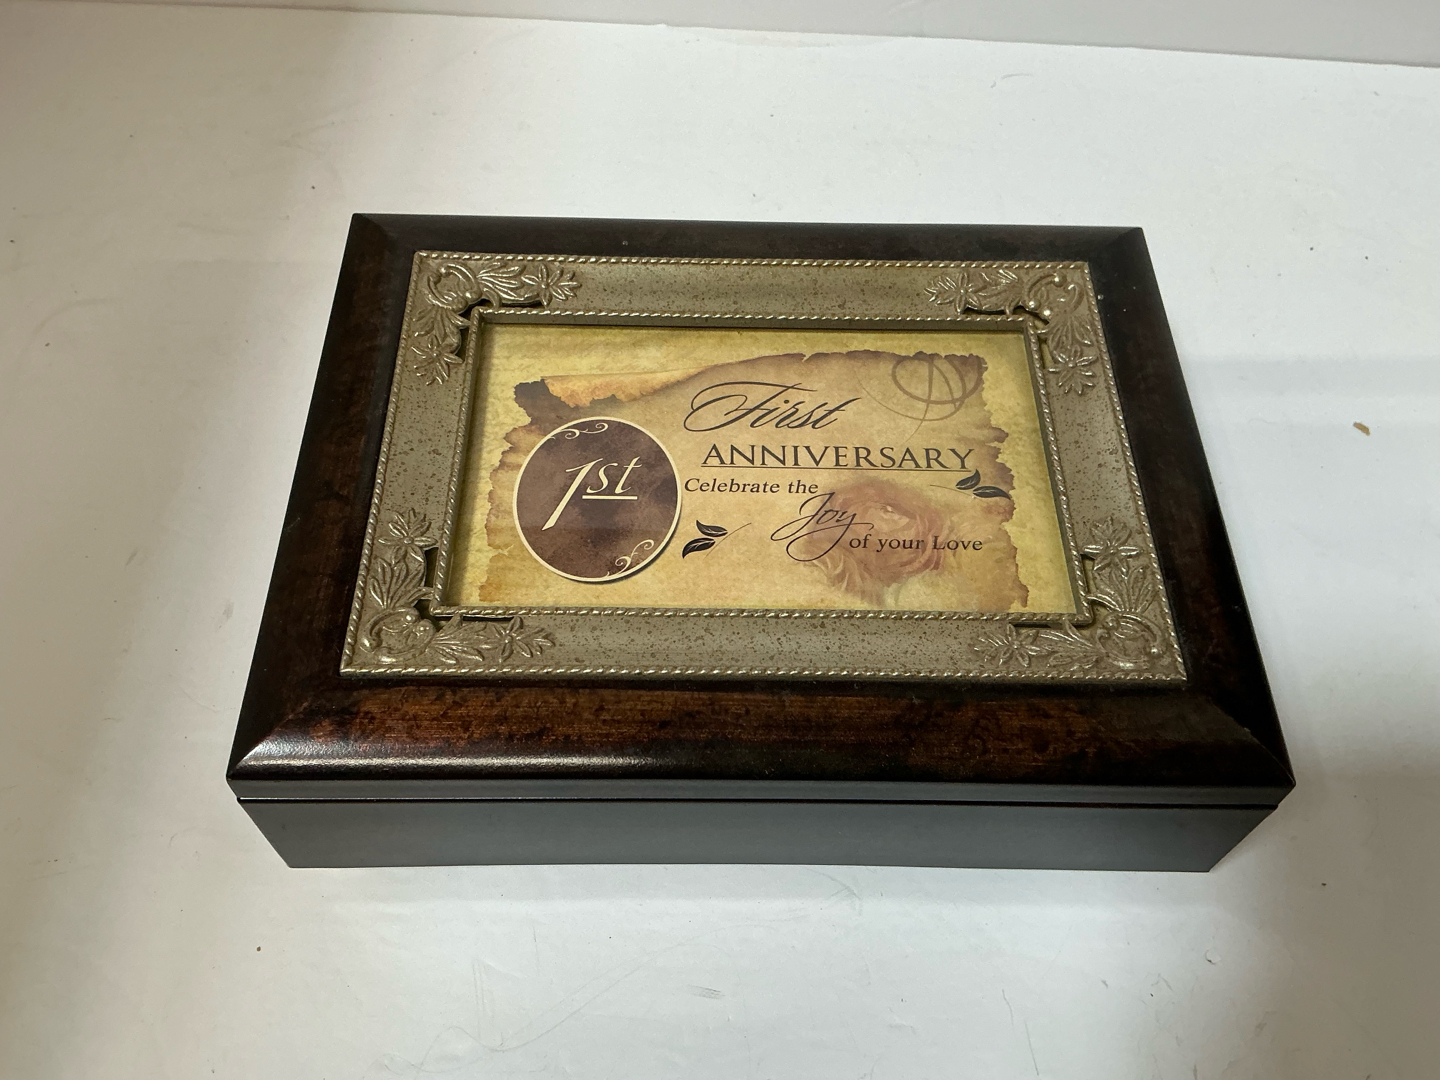 1st
First
ANNIVERSARY
Celebrate the
Joy
of your Love